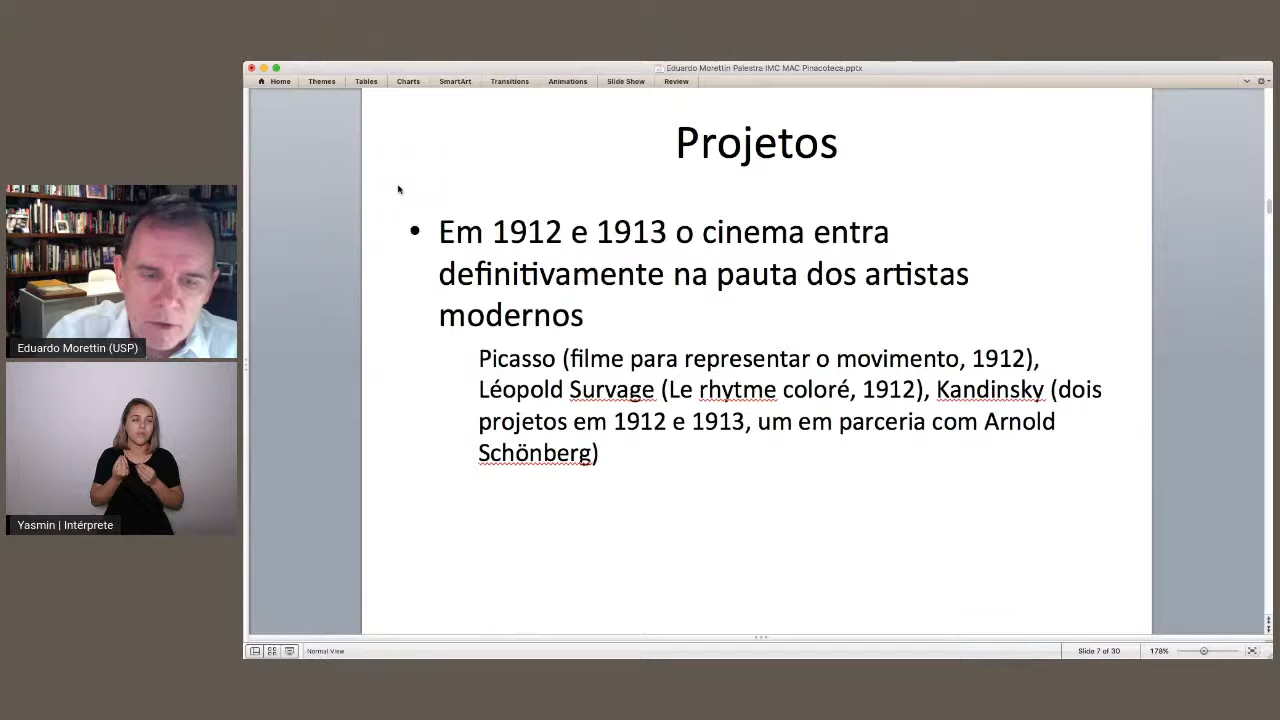 Eduardo Morettin Palestra IMC MAC Pinacoteca.pptx
Home Themes Tables Charts SmartArt Transitions Animations Slide Show Review
Projetos
• Em 1912 e 1913 o cinema entra
definitivamente na pauta dos artistas
modernos
Picasso (filme para representar o movimento, 1912),
Léopold Survage (Le rhytme coloré, 1912), Kandinsky (dois
projetos em 1912 e 1913, um em parceria com Arnold
Schönberg)
Eduardo Morettin (USP)
Yasmin | Intérprete
Normal View Slide 7 of 30 178%